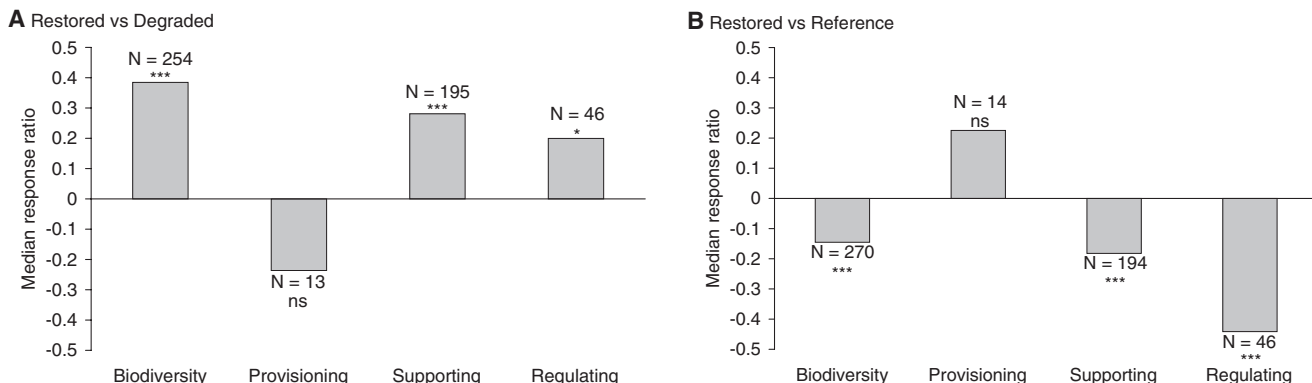 A Restored vs Degraded
Median response ratio
0.5
0.4
0.3
0.2
0.1
0
-0.1
-0.2
-0.3
-0.4
-0.5
N = 254
***
N = 13
ns
N = 195
***
N = 46
*
Biodiversity Provisioning Supporting Regulating
B Restored vs Reference
Median response ratio
0.5
0.4
0.3
0.2
0.1
0
-0.1
-0.2
-0.3
-0.4
-0.5
N = 270
***
N = 14
ns
N = 194
***
N = 46
***
Biodiversity Provisioning Supporting Regulating